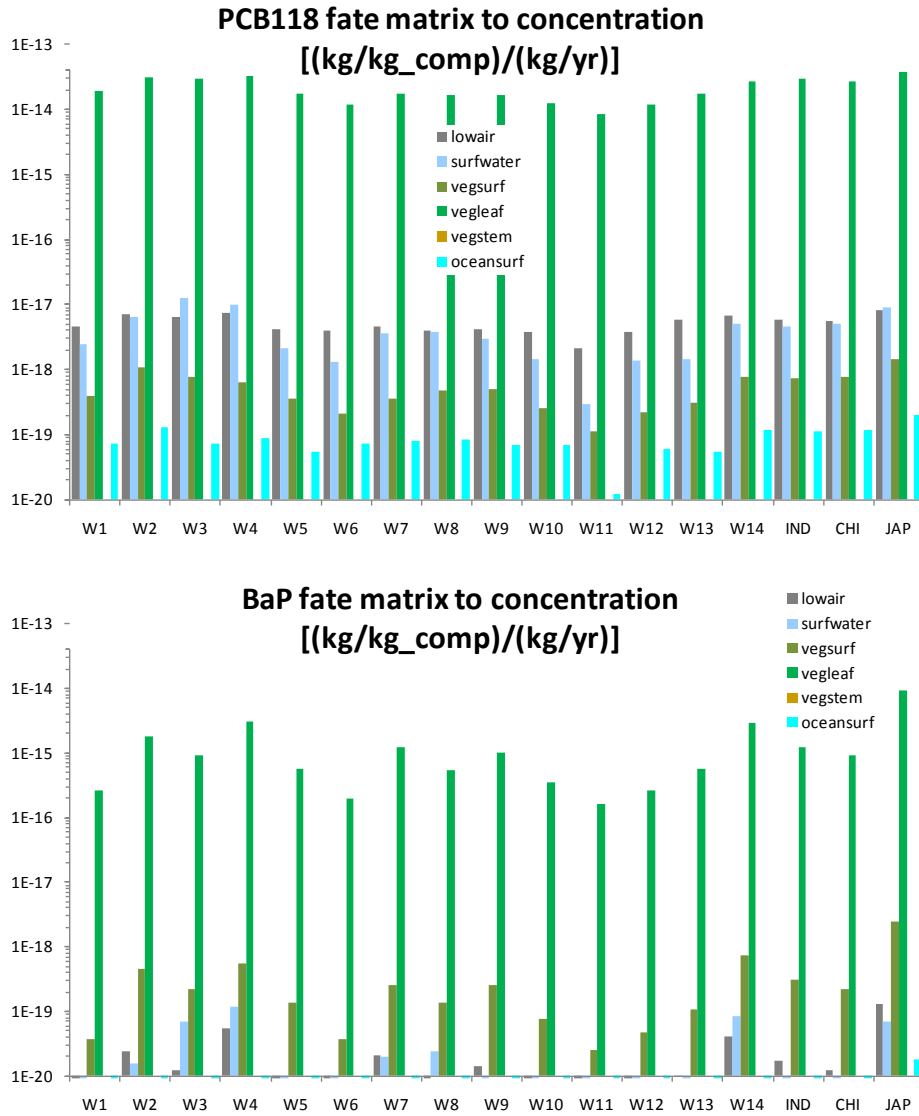 PCB118 fate matrix to concentration
[(kg/kg_comp)/(kg/yr)]
1E-13
1E-14
1E-15
1E-16
1E-17
1E-18
1E-19
1E-20
lowair
surfwater
vegsurf
vegleaf
vegstem
oceansurf
W1 W2 W3 W4 W5 W6 W7 W8 W9 W10 W11 W12 W13 W14 IND CHI JAP
BaP fate matrix to concentration
[(kg/kg_comp)/(kg/yr)]
lowair
surfwater
vegsurf
vegleaf
vegstem
oceansurf
1E-13
1E-14
1E-15
1E-16
1E-17
1E-18
1E-19
1E-20
W1 W2 W3 W4 W5 W6 W7 W8 W9 W10 W11 W12 W13 W14 IND CHI JAP